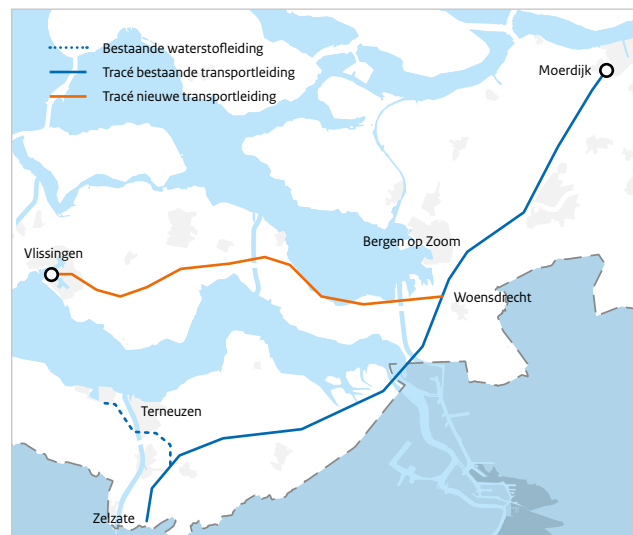 Bestaande waterstofleiding
Tracé bestaande transportleiding
Tracé nieuwe transportleiding
Moerdijk
Bergen op Zoom
Vlissingen
Woensdrecht
Terneuzen
Zelzate